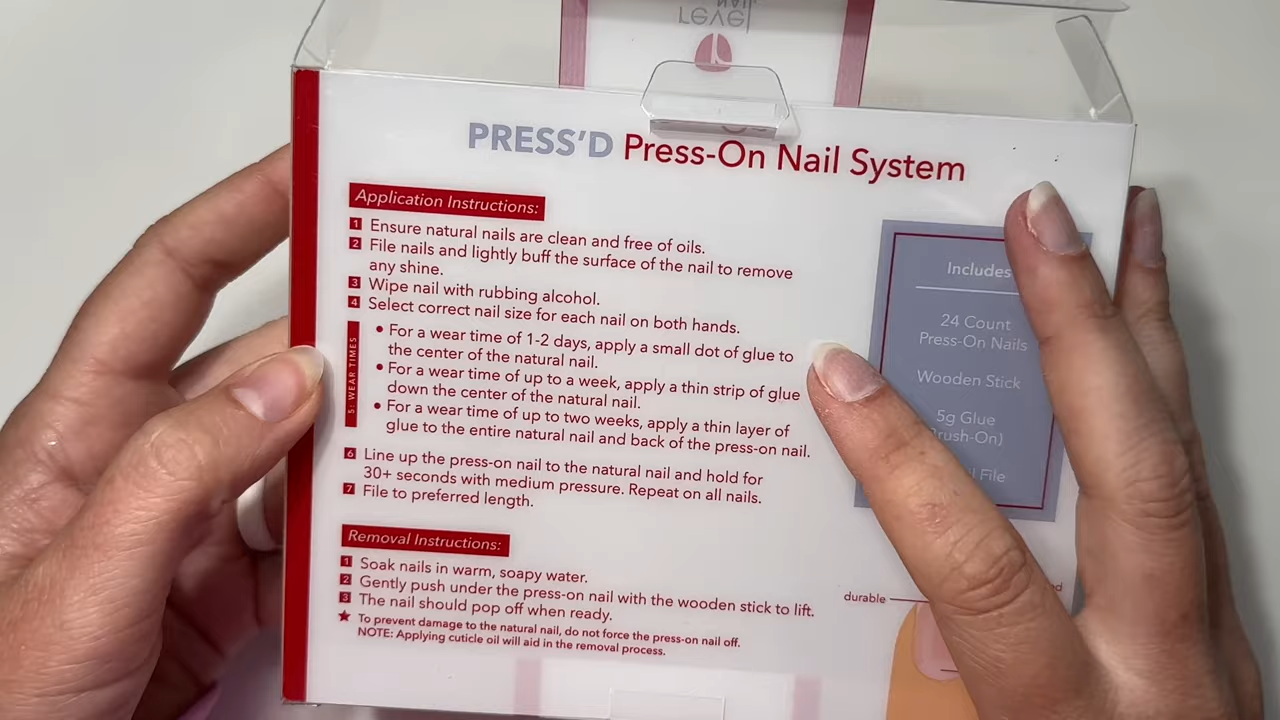 revel
NAIL
PRESS'D Press-On Nail System
Application Instructions:
1 Ensure natural nails are clean and free of oils.
2 File nails and lightly buff the surface of the nail to remove
any shine.
3 Wipe nail with rubbing alcohol.
4 Select correct nail size for each nail on both hands.
5: WEAR TIMES
• For a wear time of 1-2 days, apply a small dot of glue to
the center of the natural nail.
• For a wear time of up to a week, apply a thin strip of glue
down the center of the natural nail.
• For a wear time of up to two weeks, apply a thin layer of
glue to the entire natural nail and back of the press-on nail.
6 Line up the press-on nail to the natural nail and hold for
30+ seconds with medium pressure. Repeat on all nails.
7 File to preferred length.
Removal Instructions:
1 Soak nails in warm, soapy water.
2 Gently push under the press-on nail with the wooden stick to lift.
3 The nail should pop off when ready.
★ To prevent damage to the natural nail, do not force the press-on nail off.
NOTE: Applying cuticle oil will aid in the removal process.
Includes
24 Count
Press-On Nails
Wooden Stick
5g Glue
File
durable